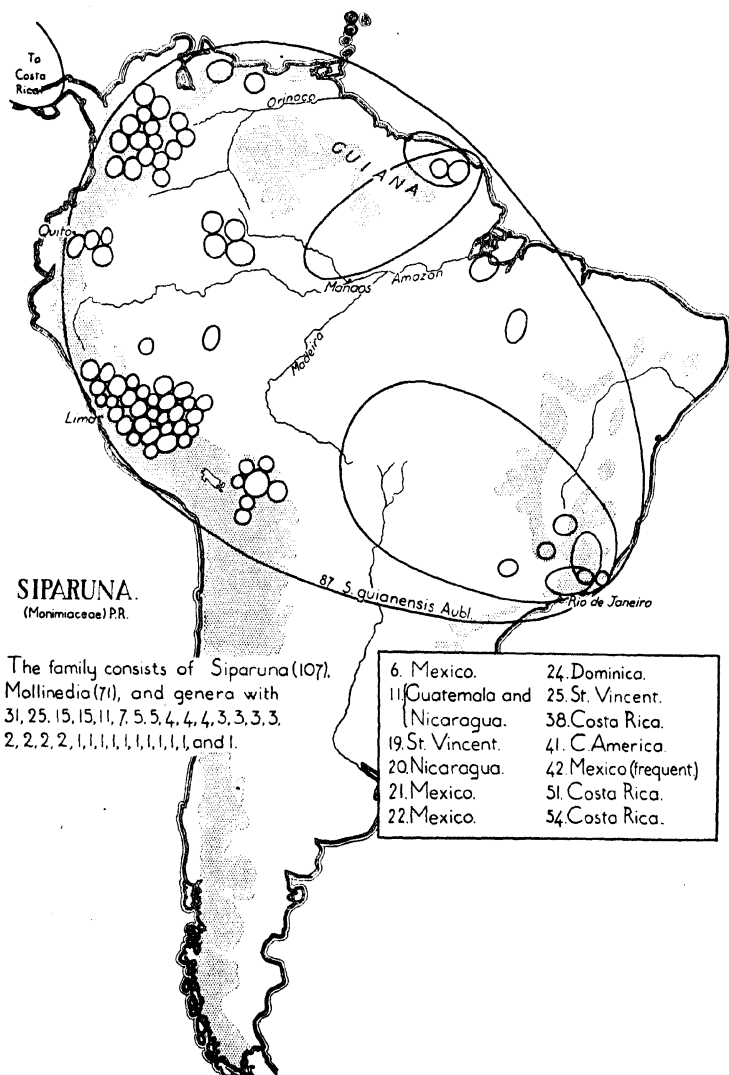 To
Costa
Rica
Orinoco
GUIANA
Quito
Manaos
Amazon
Madeira
Lima
87 S. guianensis Aubl.
Rio de Janeiro
SIPARUNA.
(Monimiaceae) P.R.
The family consists of Siparuna (107),
Mollinedia (71), and genera with
31, 25, 15, 15, 11, 7, 5, 5, 4, 4, 4, 3, 3, 3, 3,
2, 2, 2, 2, 1, 1, 1, 1, 1, 1, 1, 1, 1, 1, and 1.
6. Mexico.
11. Guatemala and
Nicaragua.
19. St. Vincent.
20. Nicaragua.
21. Mexico.
22. Mexico.
24. Dominica.
25. St. Vincent.
38. Costa Rica.
41. C. America.
42. Mexico (frequent)
51. Costa Rica.
54. Costa Rica.